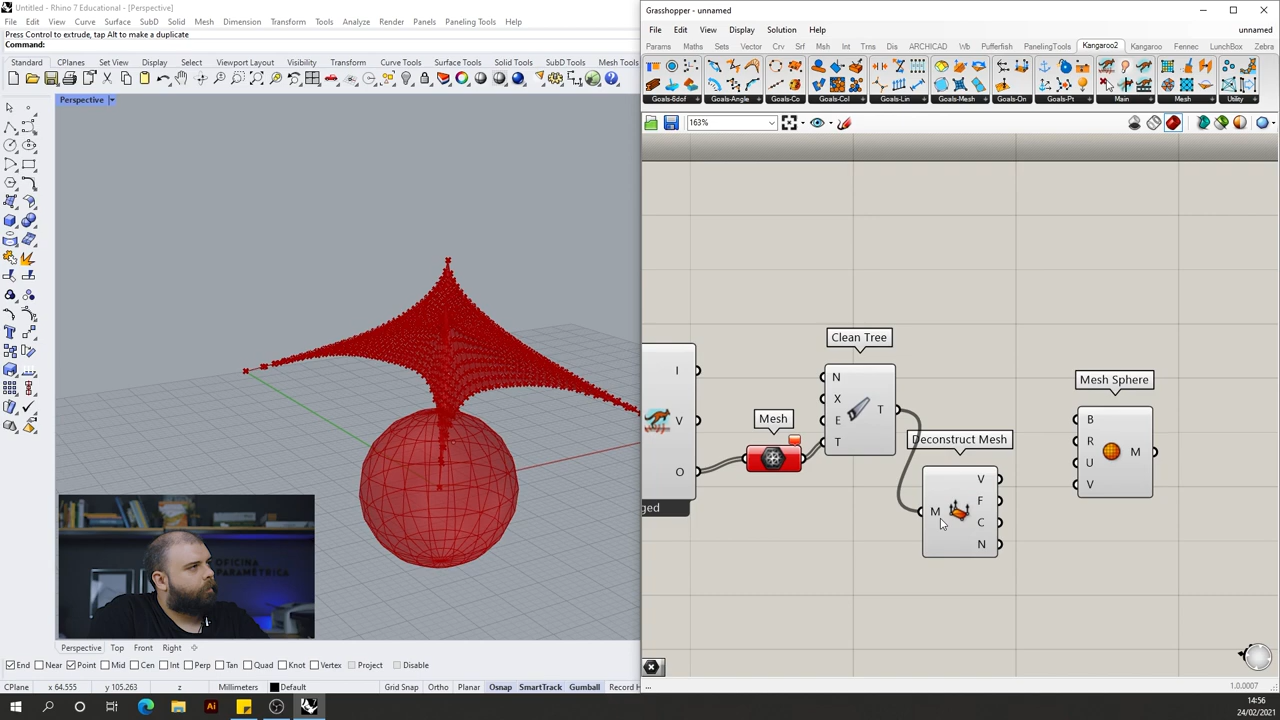 Untitled - Rhino 7 Educational - [Perspective]
File Edit View Curve Surface SubD Solid Mesh Dimension Transform Tools Analyze Render Panels Paneling Tools Help
Press Control to extrude, tap Alt to make a duplicate
Command:
Standard CPlanes Set View Display Select Viewport Layout Visibility Transform Curve Tools Surface Tools Solid Tools SubD Tools Mesh Tools
Perspective
OFICINA
PARAMÉTRICA
Perspective Top Front Right
End Near Point Mid Cen Int Perp Tan Quad Knot Vertex Project Disable
CPlane x 64.555 y 105.263 z Millimeters Default Grid Snap Ortho Planar Osnap SmartTrack Gumball Record H
Grasshopper - unnamed
File Edit View Display Solution Help unnamed
Params Maths Sets Vector Crv Srf Msh Int Trns Dis ARCHICAD Wb Pufferfish PanelingTools Kangaroo2 Kangaroo Fennec LunchBox Zebra
Goals-6dof Goals-Angle Goals-Co Goals-Col Goals-Lin Goals-Mesh Goals-On Goals-Pt Main Mesh Utility
163%
I
V
O
ged
Mesh
Clean Tree
N
X
E
T
T
Deconstruct Mesh
M
V
F
C
N
Mesh Sphere
B
R
U
V
M
...
1.0.0007
Ai
14:56
24/02/2021